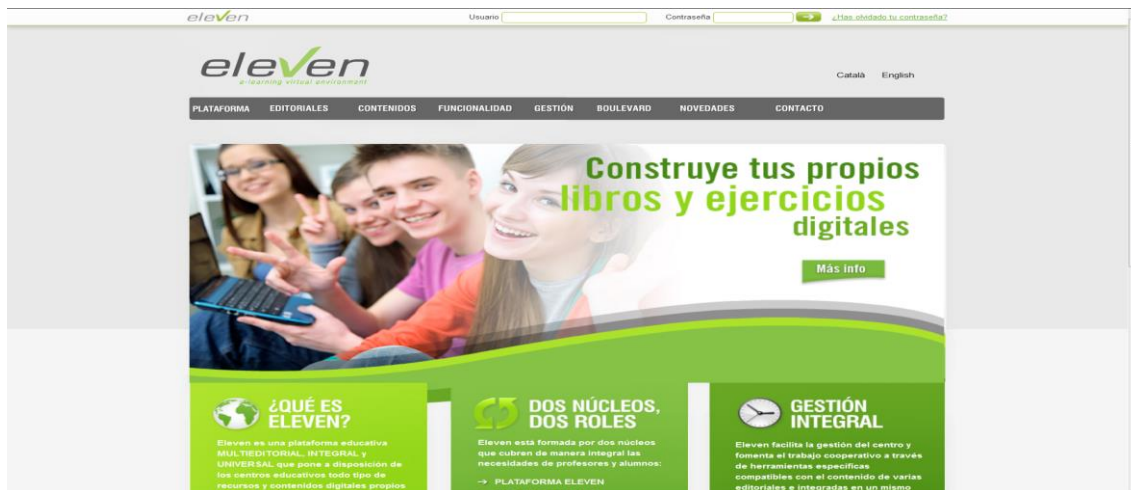 eleven
Usuario
Contraseña
¿Has olvidado tu contraseña?
eleven
e-learning virtual environment
Català English
PLATAFORMA EDITORIALES CONTENIDOS FUNCIONALIDAD GESTIÓN BOULEVARD NOVEDADES CONTACTO
Construye tus propios
libros y ejercicios
digitales
Más info
¿QUÉ ES
ELEVEN?
Eleven es una plataforma educativa
MULTIEDITORIAL, INTEGRAL y
UNIVERSAL que pone a disposición de
los centros educativos todo tipo de
recursos y contenidos digitales propios
DOS NÚCLEOS,
DOS ROLES
Eleven está formada por dos núcleos
que cubren de manera integral las
necesidades de profesores y alumnos:
→ PLATAFORMA ELEVEN
GESTIÓN
INTEGRAL
Eleven facilita la gestión del centro y
fomenta el trabajo cooperativo a través
de herramientas específicas
compatibles con el contenido de varias
editoriales e integradas en un mismo